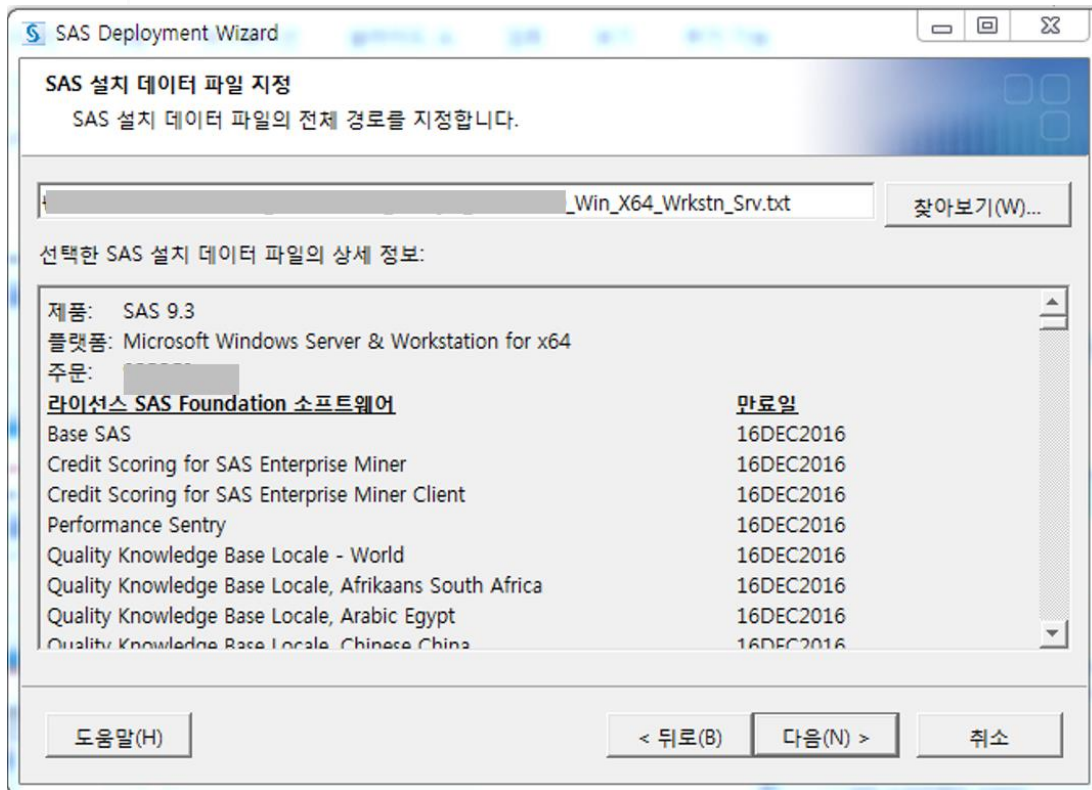 SAS Deployment Wizard
SAS 설치 데이터 파일 지정
SAS 설치 데이터 파일의 전체 경로를 지정합니다.
_Win_X64_Wrkstn_Srv.txt 찾아보기(W)...
선택한 SAS 설치 데이터 파일의 상세 정보:
제품: SAS 9.3
플랫폼: Microsoft Windows Server & Workstation for x64
주문:
라이선스 SAS Foundation 소프트웨어 만료일
Base SAS 16DEC2016
Credit Scoring for SAS Enterprise Miner 16DEC2016
Credit Scoring for SAS Enterprise Miner Client 16DEC2016
Performance Sentry 16DEC2016
Quality Knowledge Base Locale - World 16DEC2016
Quality Knowledge Base Locale, Afrikaans South Africa 16DEC2016
Quality Knowledge Base Locale, Arabic Egypt 16DEC2016
Quality Knowledge Base Locale, Chinese China 16DEC2016
도움말(H) < 뒤로(B) 다음(N) > 취소